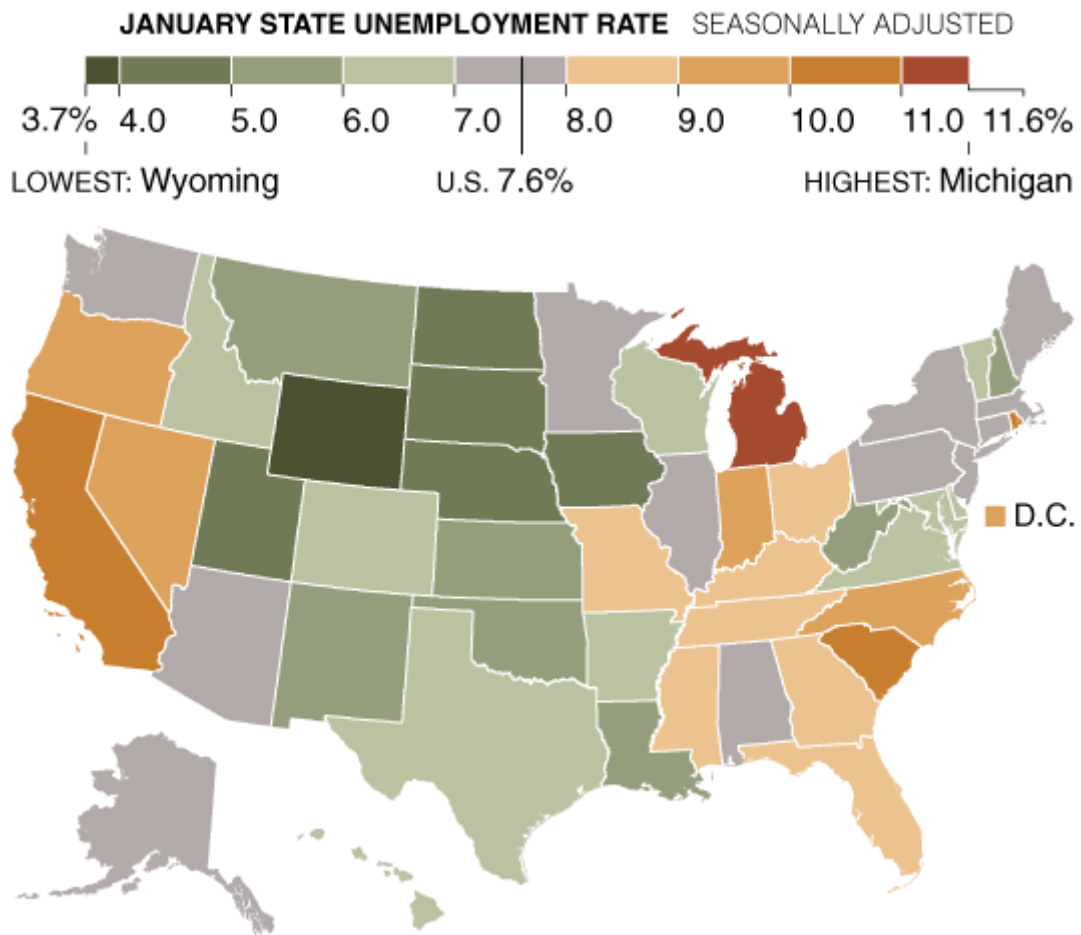 JANUARY STATE UNEMPLOYMENT RATE SEASONALLY ADJUSTED
3.7% 4.0 5.0 6.0 7.0 8.0 9.0 10.0 11.0 11.6%
LOWEST: Wyoming U.S. 7.6% HIGHEST: Michigan
D.C.